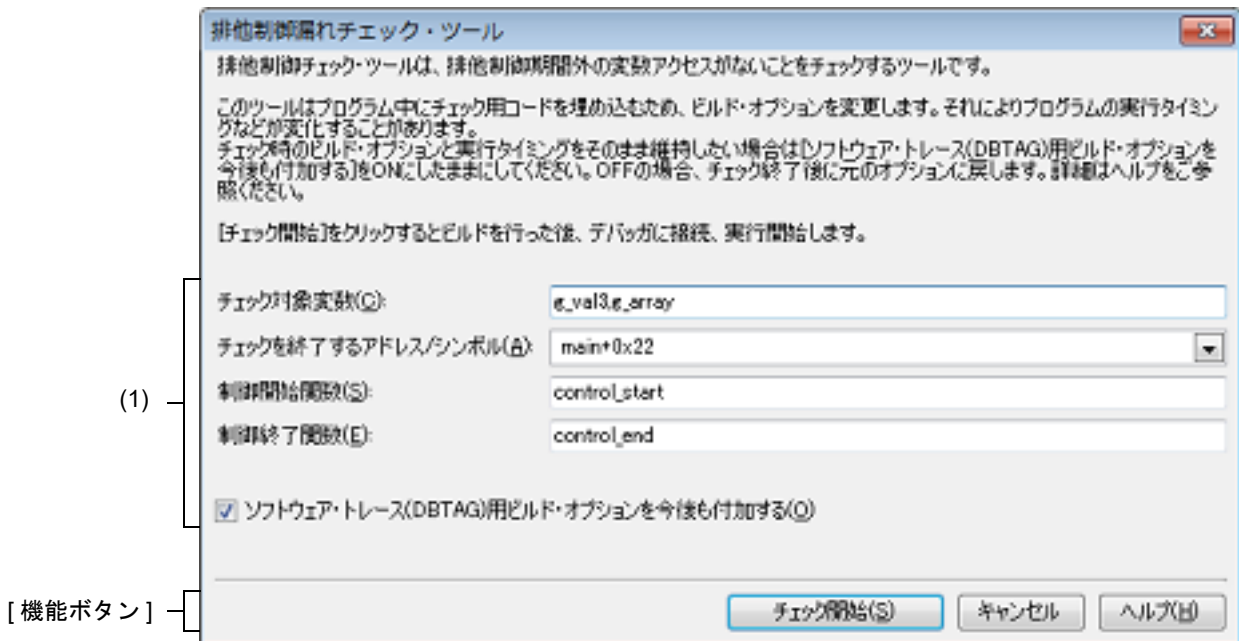 排他制御漏れチェック・ツール
排他制御チェック・ツールは、排他制御期間外の変数アクセスがないことをチェックするツールです。
このツールはプログラム中にチェック用コードを埋め込むため、ビルド・オプションを変更します。それによりプログラムの実行タイミン
グなどが変化することがあります。
チェック時のビルド・オプションと実行タイミングをそのまま維持したい場合は[ソフトウェア・トレース(DBTAG)用ビルド・オプションを
今後も付加する]をONにしたままにしてください。OFFの場合、チェック終了後に元のオプションに戻します。詳細はヘルプをご参
照ください。
[チェック開始]をクリックするとビルドを行った後、デバッガに接続、実行開始します。
チェック対象変数(C): g_val3,g_array
チェックを終了するアドレス/シンボル(A): main+0x22
(1)
制御開始関数(S): control_start
制御終了関数(E): control_end
ソフトウェア・トレース(DBTAG)用ビルド・オプションを今後も付加する(O)
[ 機能ボタン ]
チェック開始(S) キャンセル ヘルプ(H)